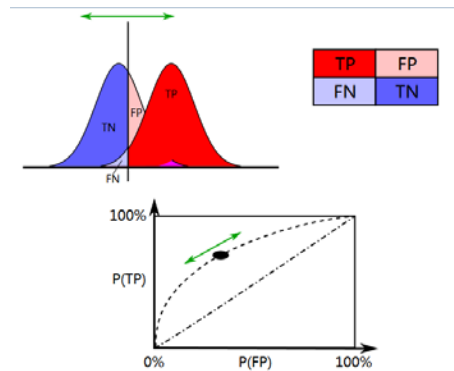 TP FP
FN TN
TN
FP
TP
FN
100%
P(TP)
0% P(FP) 100%